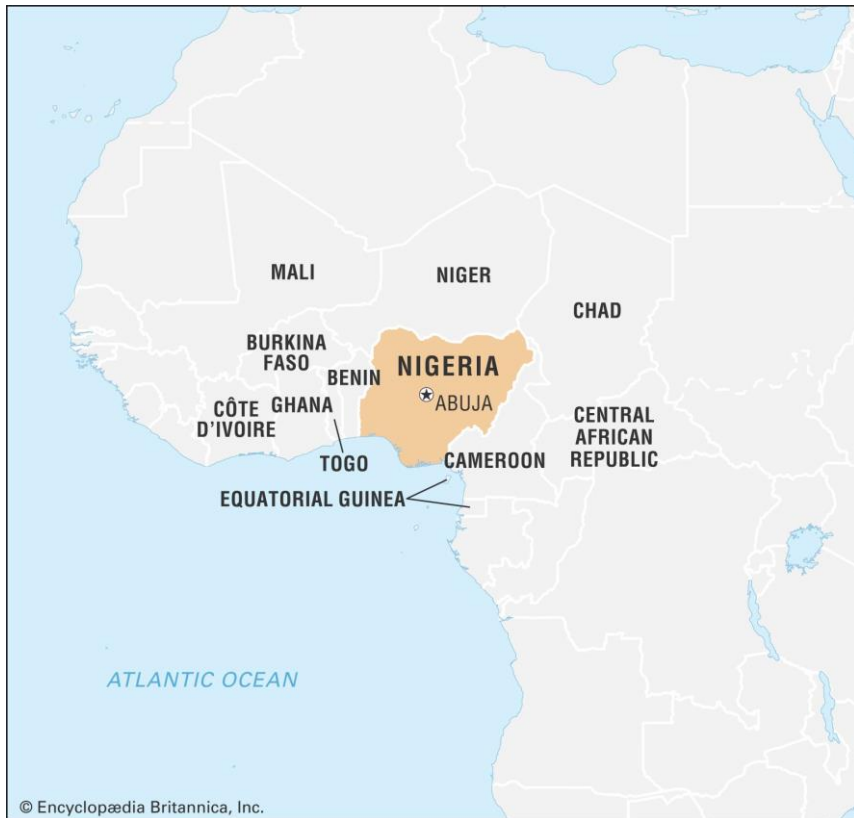 MALI
NIGER
CHAD
BURKINA
FASO
BENIN
NIGERIA
ABUJA
CÔTE
D'IVOIRE
GHANA
TOGO
CAMEROON
CENTRAL
AFRICAN
REPUBLIC
EQUATORIAL GUINEA
ATLANTIC OCEAN
© Encyclopædia Britannica, Inc.